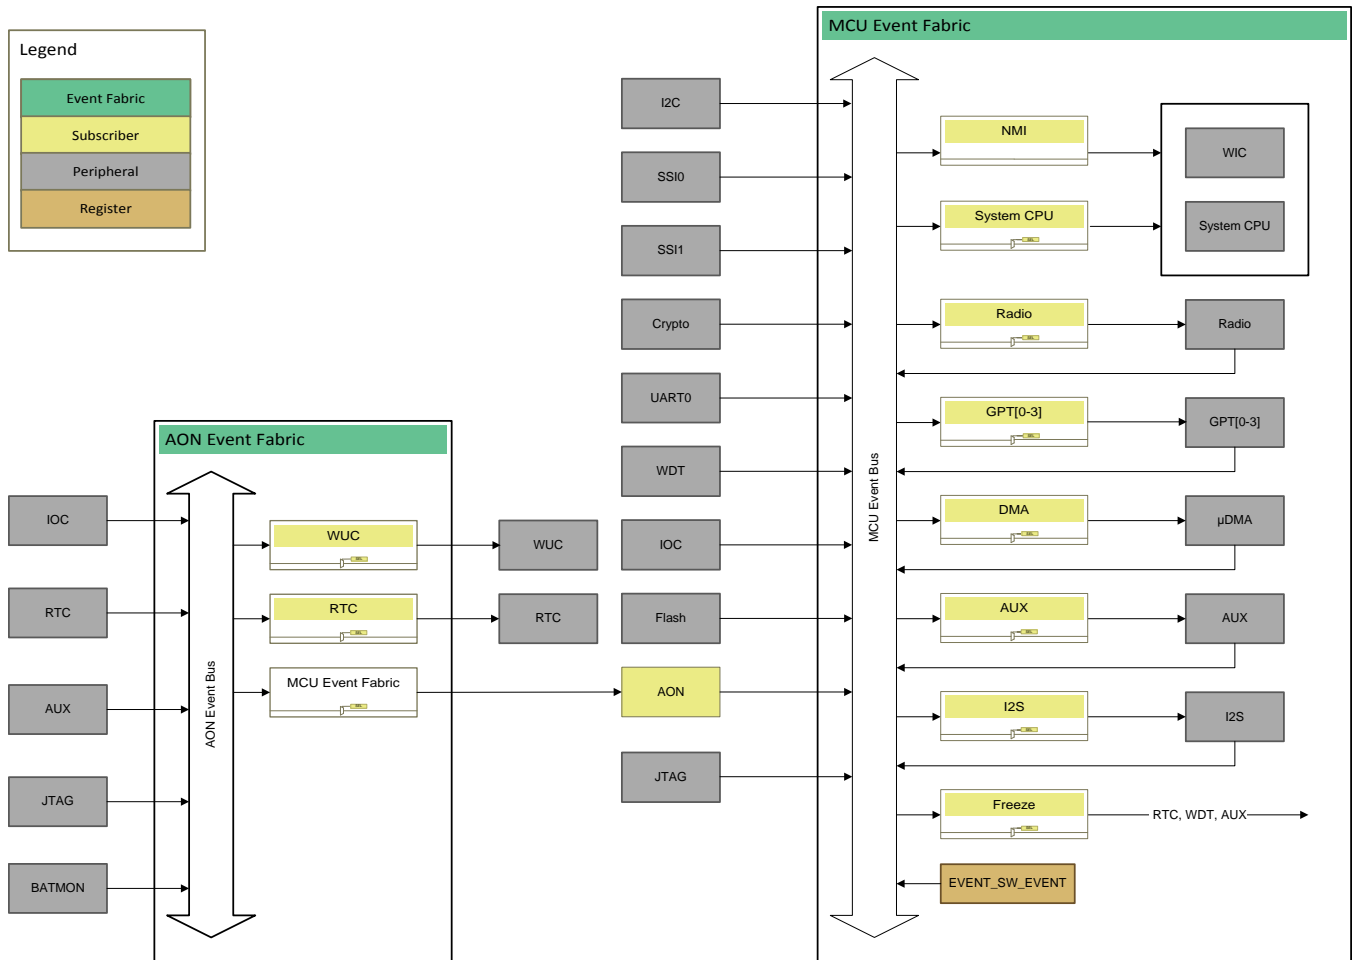 Legend
Event Fabric
Subscriber
Peripheral
Register
AON Event Fabric
IOC
RTC
AUX
JTAG
BATMON
AON Event Bus
WUC
RTC
MCU Event Fabric
WUC
RTC
I2C
SSI0
SSI1
Crypto
UART0
WDT
IOC
Flash
AON
JTAG
MCU Event Fabric
MCU Event Bus
NMI
System CPU
Radio
GPT[0-3]
DMA
AUX
I2S
Freeze
EVENT_SW_EVENT
WIC
System CPU
Radio
GPT[0-3]
µDMA
AUX
I2S
RTC, WDT, AUX